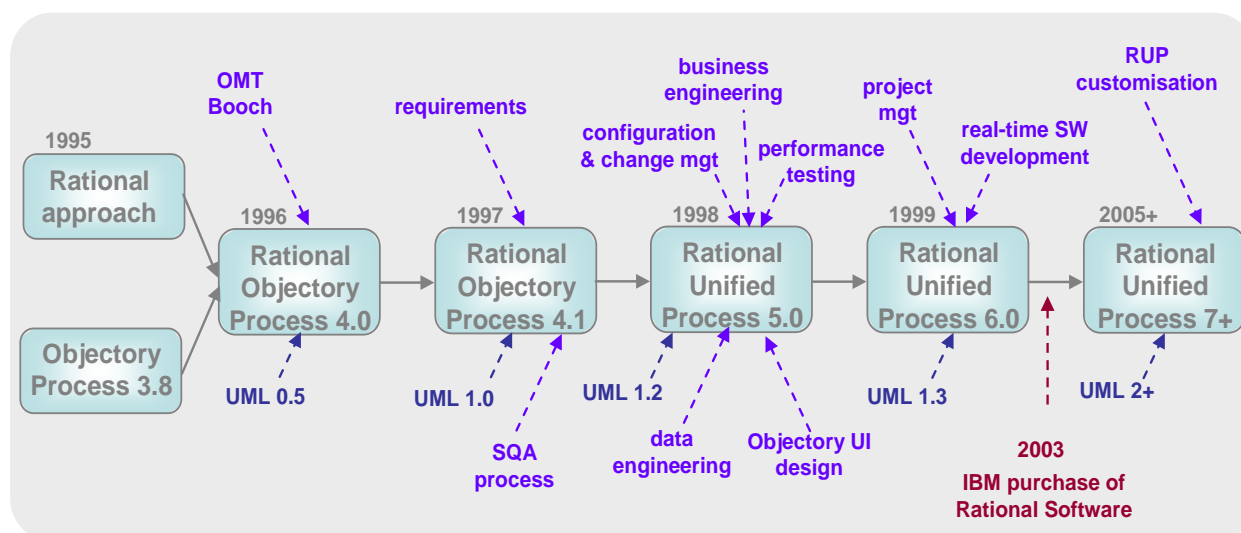 OMT
Booch
requirements
business
engineering
configuration
& change mgt
performance
testing
project
mgt
real-time SW
development
RUP
customisation
1995
Rational
approach
Objectory
Process 3.8
1996
Rational
Objectory
Process 4.0
1997
Rational
Objectory
Process 4.1
1998
Rational
Unified
Process 5.0
1999
Rational
Unified
Process 6.0
2005+
Rational
Unified
Process 7+
UML 0.5
UML 1.0
UML 1.2
UML 1.3
UML 2+
SQA
process
data
engineering
Objectory UI
design
2003
IBM purchase of
Rational Software